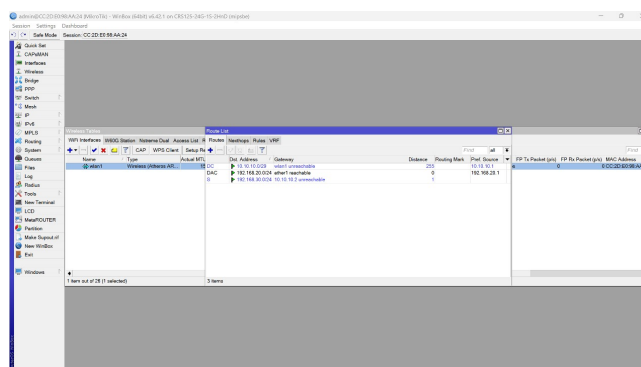 admin@CC:2D:E0:98:AA:24 (MikroTik) - WinBox (64bit) v6.42.1 on CRS125-24G-1S-2HnD (mipsbe)
Session Settings Dashboard
Safe Mode Session: CC:2D:E0:98:AA:24
Quick Set
CAPsMAN
Interfaces
Wireless
Bridge
PPP
Switch
Mesh
IP
IPv6
MPLS
Routing
System
Queues
Files
Log
Radius
Tools
New Terminal
LCD
MetaROUTER
Partition
Make Supout.rif
New WinBox
Exit
Windows
Wireless Tables
WiFi Interfaces W60G Station Nstreme Dual Access List
CAP WPS Client Setup Re
Name Type Actual MTU
wlan1 Wireless (Atheros AR...
1 item out of 26 (1 selected)
Route List
Routes Nexthops Rules VRF
Find all
Dst. Address Gateway Distance Routing Mark Pref. Source
DC 10.10.10.0/29 wlan1 unreachable 255 10.10.10.1
DAC 192.168.20.0/24 ether1 reachable 0 192.168.20.1
S 192.168.30.0/24 10.10.10.2 unreachable 1
3 items
Find
FP Tx Packet (p/s) FP Rx Packet (p/s) MAC Address
0 0 CC:2D:E0:98:AA